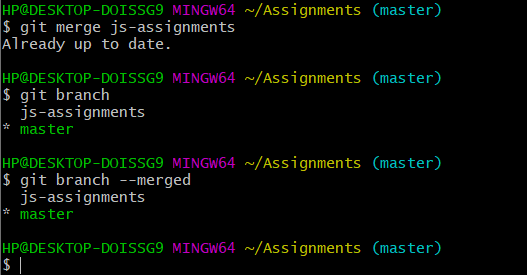 HP@DESKTOP-DOISSG9 MINGW64 ~/Assignments (master)
$ git merge js-assignments
Already up to date.
HP@DESKTOP-DOISSG9 MINGW64 ~/Assignments (master)
$ git branch
  js-assignments
* master
HP@DESKTOP-DOISSG9 MINGW64 ~/Assignments (master)
$ git branch --merged
  js-assignments
* master
HP@DESKTOP-DOISSG9 MINGW64 ~/Assignments (master)
$